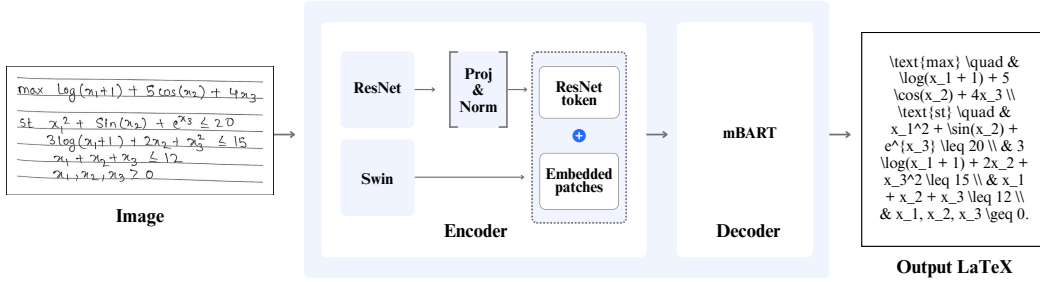 max log(x₁+1) + 5cos(x₂) + 4x₃
st x₁² + Sin(x₂) + e^x₃ ≤ 20
3log(x₁+1) + 2x₂ + x₃² ≤ 15
x₁ + x₂ + x₃ ≤ 12
x₁, x₂, x₃ ≥ 0
Image
ResNet
Swin
Proj
&
Norm
ResNet
token
+
Embedded
patches
Encoder
mBART
Decoder
\text{max} \quad &
\log(x_1 + 1) + 5
\cos(x_2) + 4x_3 \\
\text{st} \quad &
x_1^2 + \sin(x_2) +
e^{x_3} \leq 20 \\ & 3
\log(x_1 + 1) + 2x_2 +
x_3^2 \leq 15 \\ & x_1
+ x_2 + x_3 \leq 12 \\
& x_1, x_2, x_3 \geq 0.
Output LaTeX